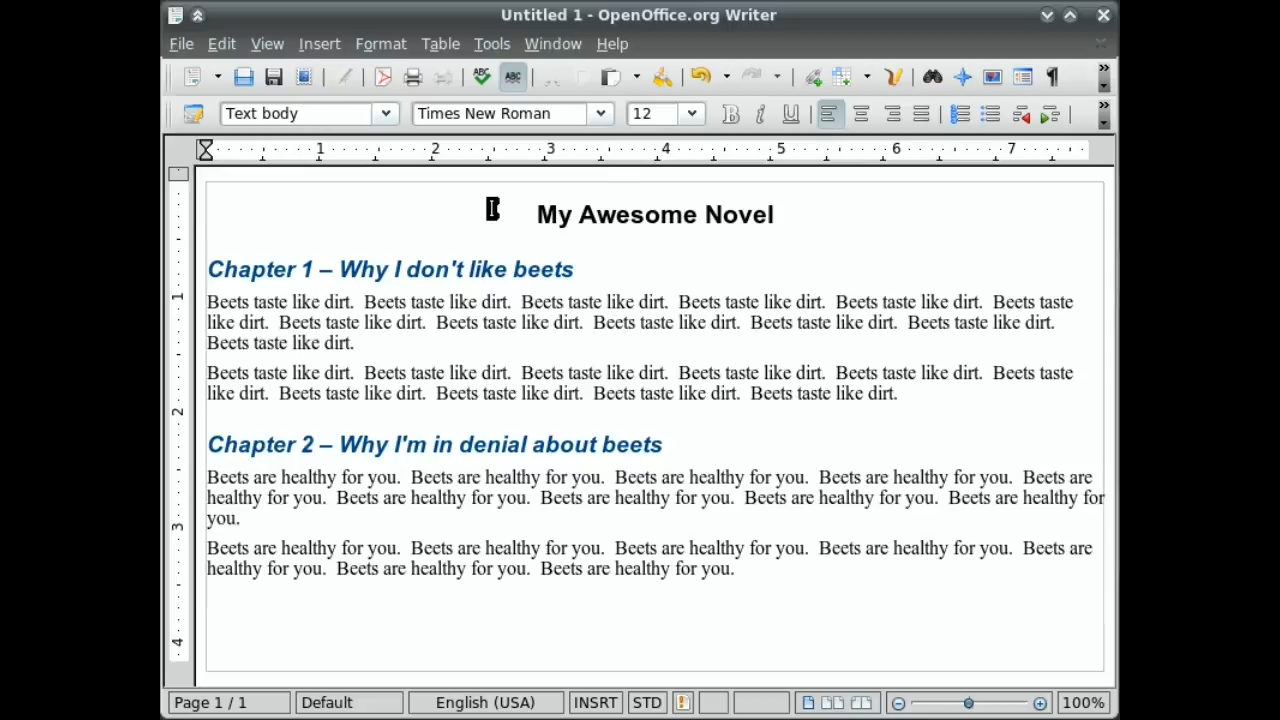 Untitled 1 - OpenOffice.org Writer
File Edit View Insert Format Table Tools Window Help
ABC ABC
Text body Times New Roman 12 B i U
1 2 3 4 5 6 7
My Awesome Novel
Chapter 1 – Why I don't like beets
Beets taste like dirt.  Beets taste like dirt.  Beets taste like dirt.  Beets taste like dirt.  Beets taste like dirt.  Beets taste
like dirt.  Beets taste like dirt.  Beets taste like dirt.  Beets taste like dirt.  Beets taste like dirt.  Beets taste like dirt.
Beets taste like dirt.
Beets taste like dirt.  Beets taste like dirt.  Beets taste like dirt.  Beets taste like dirt.  Beets taste like dirt.  Beets taste
like dirt.  Beets taste like dirt.  Beets taste like dirt.  Beets taste like dirt.  Beets taste like dirt.
Chapter 2 – Why I'm in denial about beets
Beets are healthy for you.  Beets are healthy for you.  Beets are healthy for you.  Beets are healthy for you.  Beets are
healthy for you.  Beets are healthy for you.  Beets are healthy for you.  Beets are healthy for you.  Beets are healthy for
you.
Beets are healthy for you.  Beets are healthy for you.  Beets are healthy for you.  Beets are healthy for you.  Beets are
healthy for you.  Beets are healthy for you.  Beets are healthy for you.
1
2
3
4
Page 1 / 1 Default English (USA) INSRT STD 100%